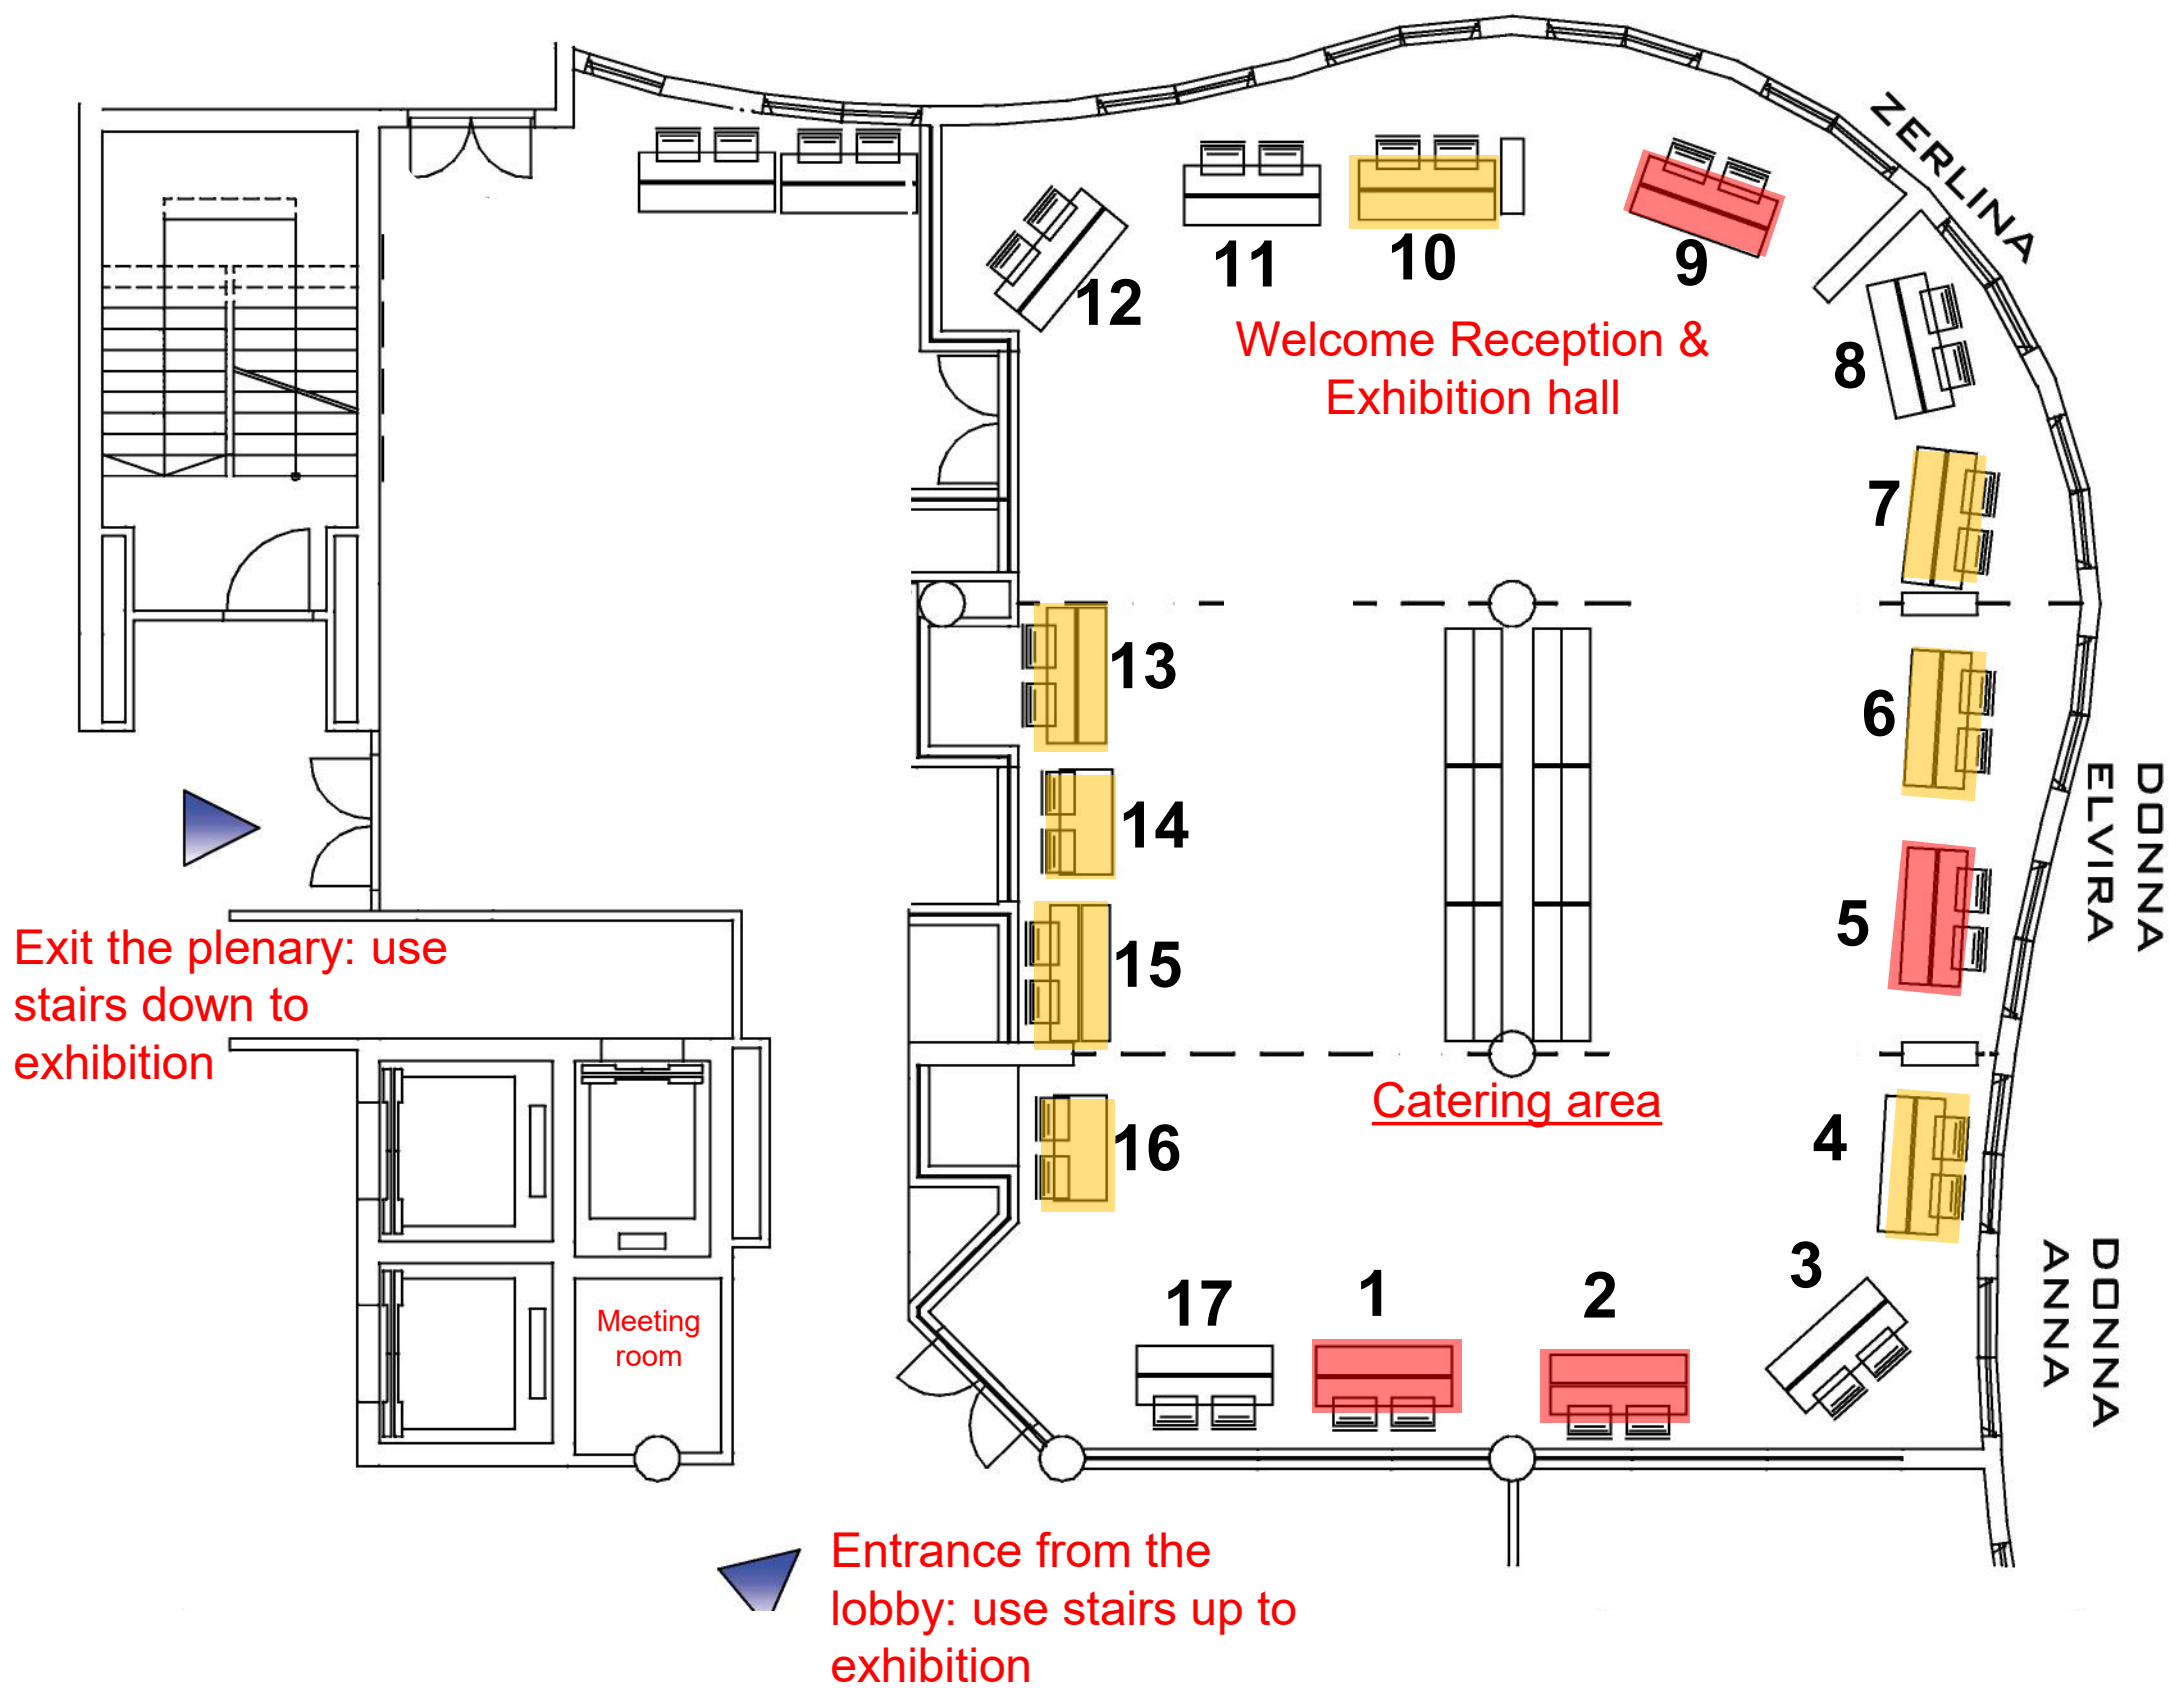 ZERLINA
11
10
9
12
Welcome Reception &
Exhibition hall
8
7
13
6
14
DONNA
ELVIRA
5
15
Exit the plenary: use
stairs down to
exhibition
Catering area
4
16
3
DONNA
ANNA
17
1
2
Meeting
room
Entrance from the
lobby: use stairs up to
exhibition